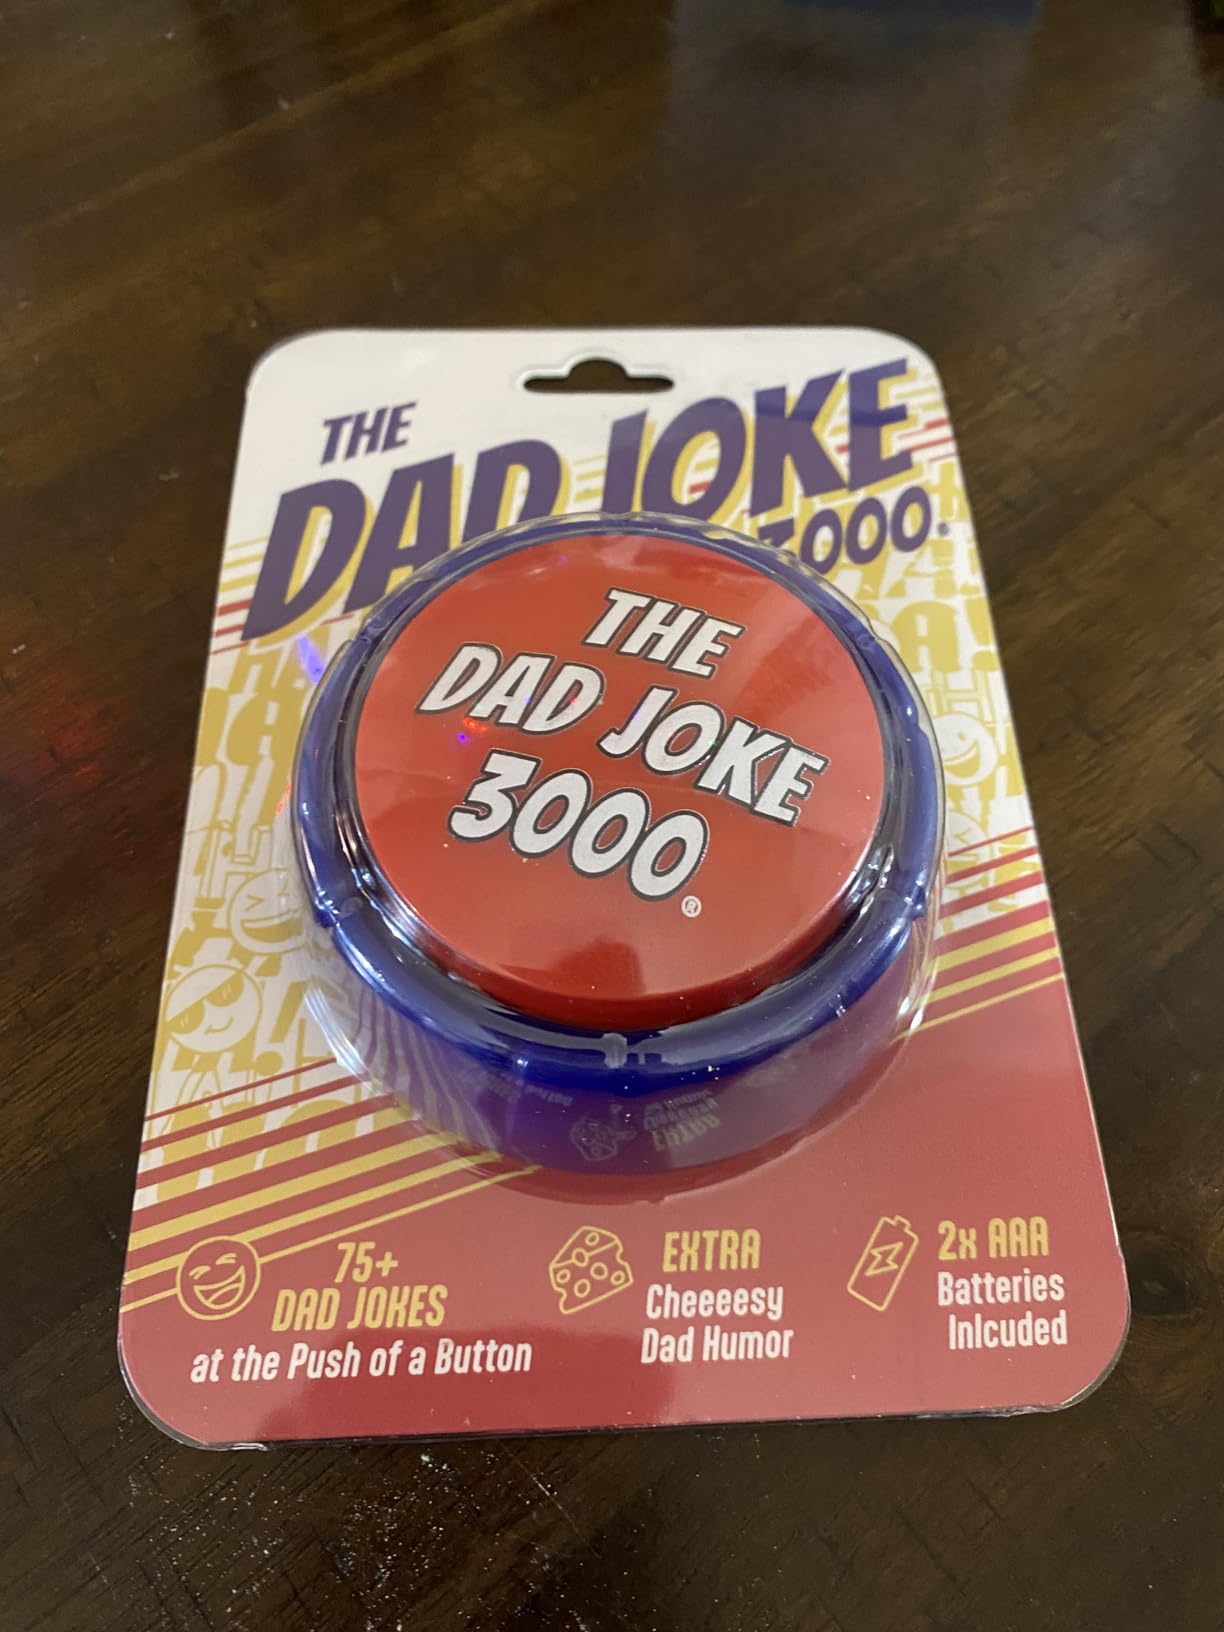 THE
DAD JOKE
3000
THE
DAD JOKE
3000®
75+
DAD JOKES
at the Push of a Button
EXTRA
Cheeeesy
Dad Humor
2x AAA
Batteries
Inlcuded